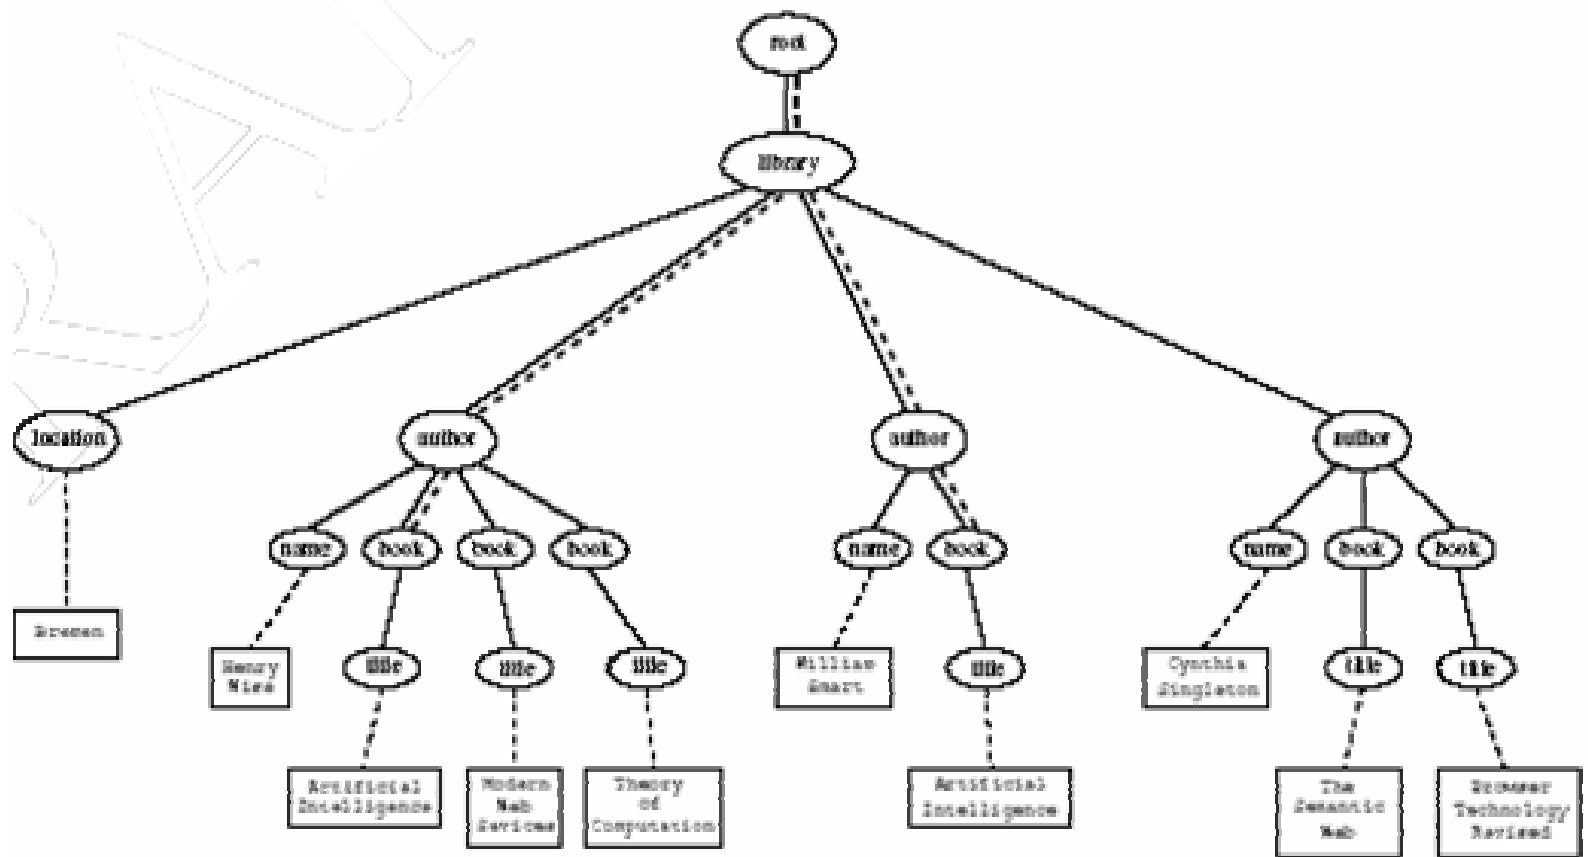 root
library
location
author
author
author
name
book
book
book
name
book
name
book
book
Bremen
Henry
Wise
title
title
title
William
Smart
title
Cynthia
Singleton
title
title
Artificial
Intelligence
Modern
Web
Sevices
Theory
of
Computation
Artificial
Intelligence
The
Semantic
Web
Browser
Technology
Revised